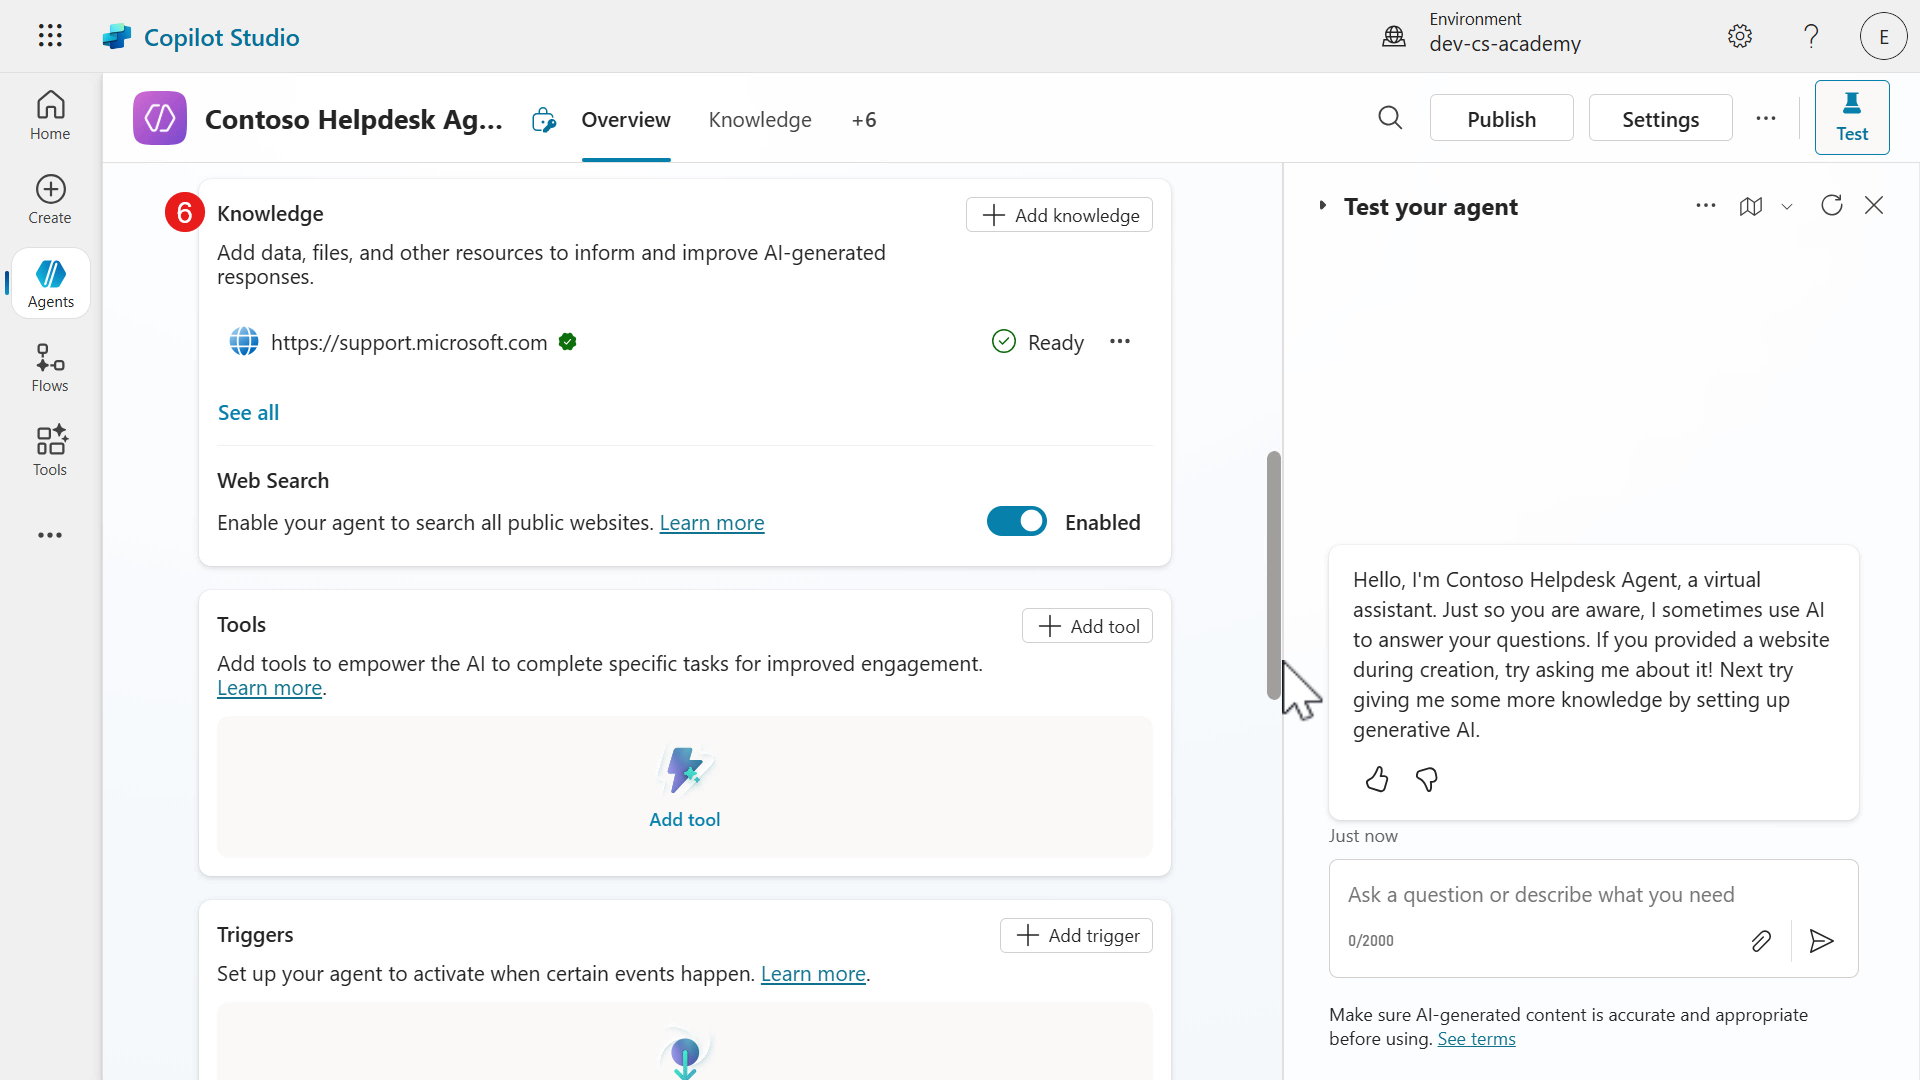 Copilot Studio
Environment
dev-cs-academy
E
Home
Create
Agents
Flows
Tools
Contoso Helpdesk Ag...
Overview
Knowledge
+6
Publish
Settings
Test
6
Knowledge
Add knowledge
Add data, files, and other resources to inform and improve AI-generated
responses.
https://support.microsoft.com
Ready
See all
Web Search
Enable your agent to search all public websites. Learn more
Enabled
Tools
Add tool
Add tools to empower the AI to complete specific tasks for improved engagement.
Learn more.
Add tool
Triggers
Add trigger
Set up your agent to activate when certain events happen. Learn more.
Test your agent
Hello, I'm Contoso Helpdesk Agent, a virtual
assistant. Just so you are aware, I sometimes use AI
to answer your questions. If you provided a website
during creation, try asking me about it! Next try
giving me some more knowledge by setting up
generative AI.
Just now
Ask a question or describe what you need
0/2000
Make sure AI-generated content is accurate and appropriate
before using. See terms